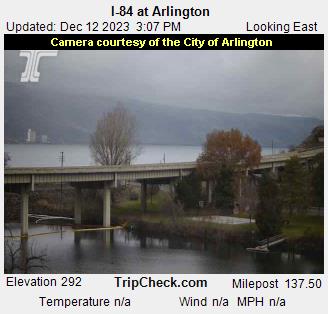 I-84 at Arlington
Updated: Dec 12 2023 3:07 PM Looking East
Camera courtesy of the City of Arlington
Elevation 292 TripCheck.com Milepost 137.50
Temperature n/a Wind n/a MPH n/a